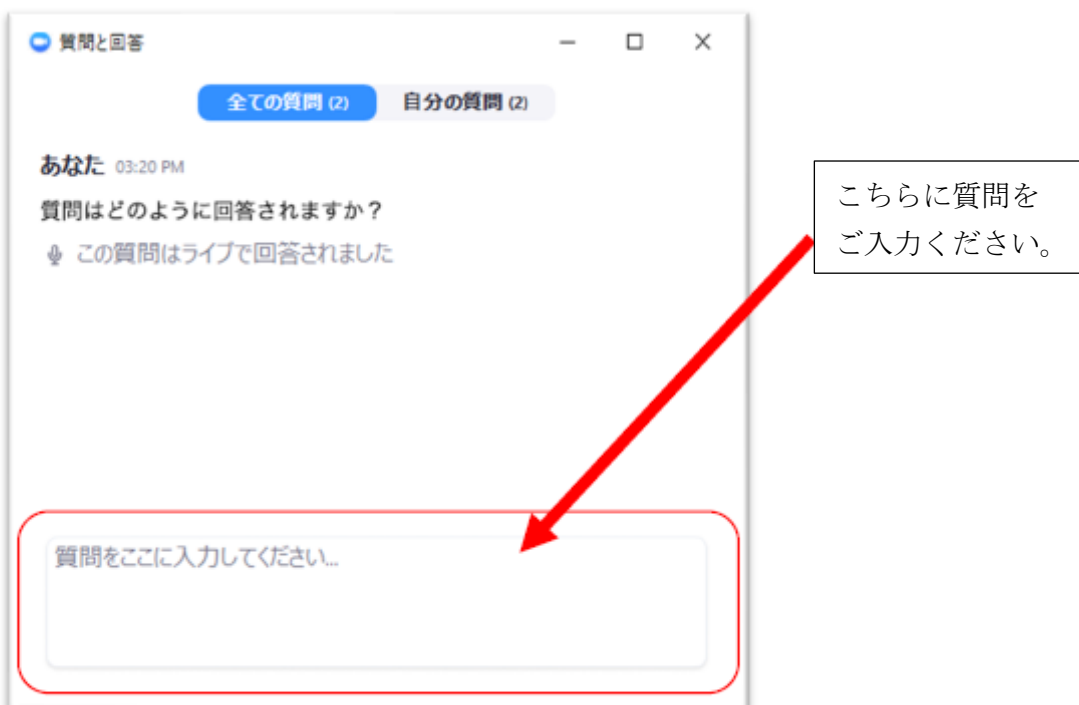 質問と回答
全ての質問 (2) 自分の質問 (2)
あなた 03:20 PM
質問はどのように回答されますか？
この質問はライブで回答されました
こちらに質問を
ご入力ください。
質問をここに入力してください...